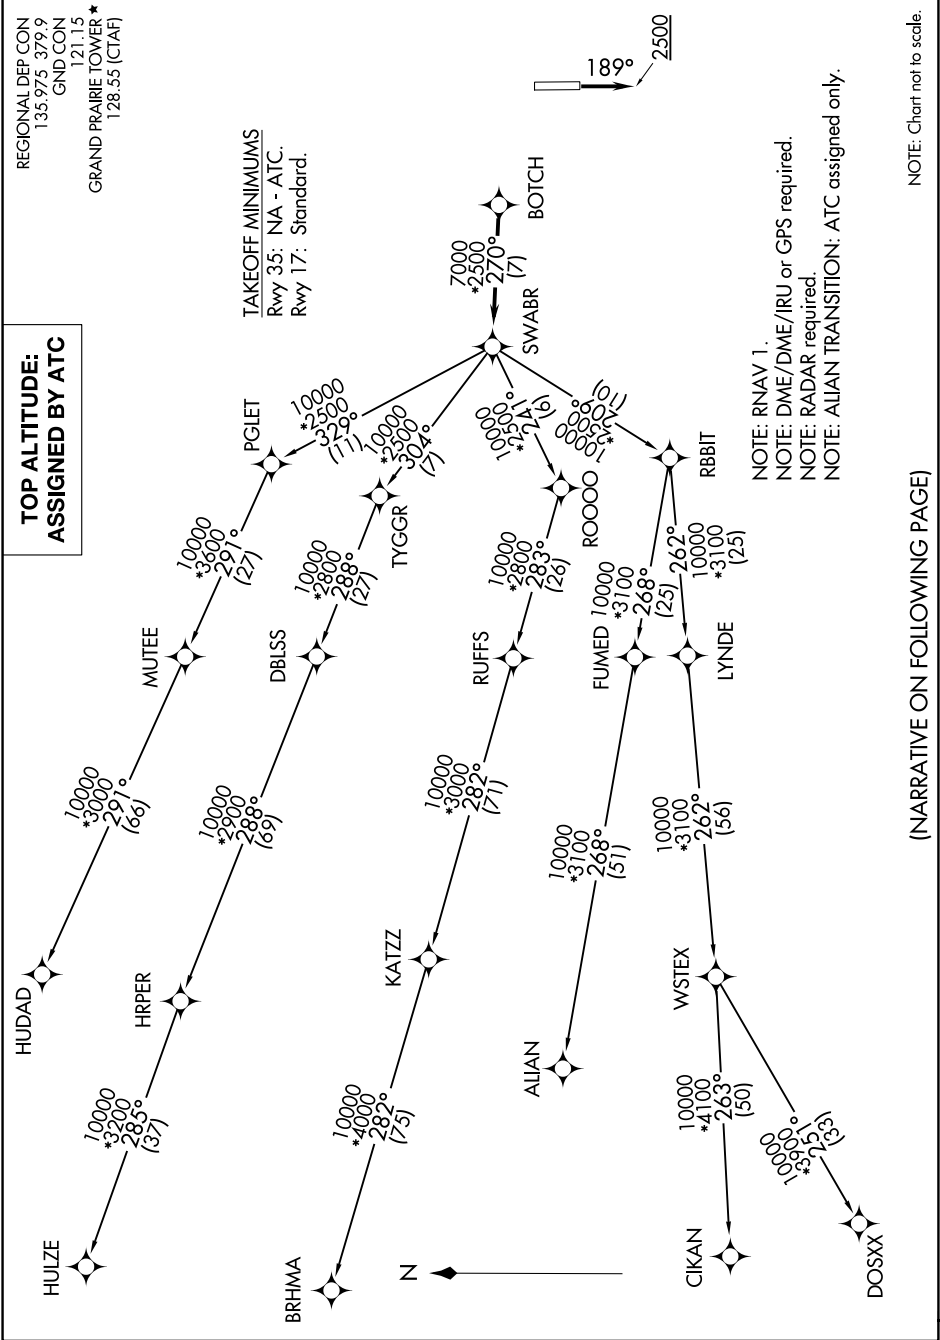 TOP ALTITUDE:
ASSIGNED BY ATC
REGIONAL DEP CON
135.975 379.9
GND CON
121.15
GRAND PRAIRIE TOWER ★
128.55 (CTAF)
TAKEOFF MINIMUMS
Rwy 35: NA - ATC.
Rwy 17: Standard.
189°
2500
BOTCH
7000
*2500
270°
(7)
SWABR
10000
*2500
329°
(11)
PGLET
10000
*3600
291°
(27)
MUTEE
10000
*3000
291°
(66)
HUDAD
10000
*2500
304°
(7)
TYGGR
10000
*2800
288°
(27)
DBLSS
10000
*2900
288°
(69)
HRPER
10000
*3200
285°
(37)
HULZE
10000
*2500
241°
(6)
ROOOO
10000
*2800
283°
(26)
RUFFS
10000
*3000
282°
(71)
KATZZ
10000
*4000
282°
(75)
BRHMA
10000
*2500
209°
(10)
RBBIT
10000
*3100
268°
(25)
FUMED
10000
*3100
268°
(51)
ALIAN
262°
10000
*3100
(25)
LYNDE
10000
*3100
262°
(56)
WSTEX
10000
*4100
263°
(50)
CIKAN
10000
*3900
251°
(33)
DOSXX
N
NOTE: RNAV 1.
NOTE: DME/DME/IRU or GPS required.
NOTE: RADAR required.
NOTE: ALIAN TRANSITION: ATC assigned only.
NOTE: Chart not to scale.
(NARRATIVE ON FOLLOWING PAGE)